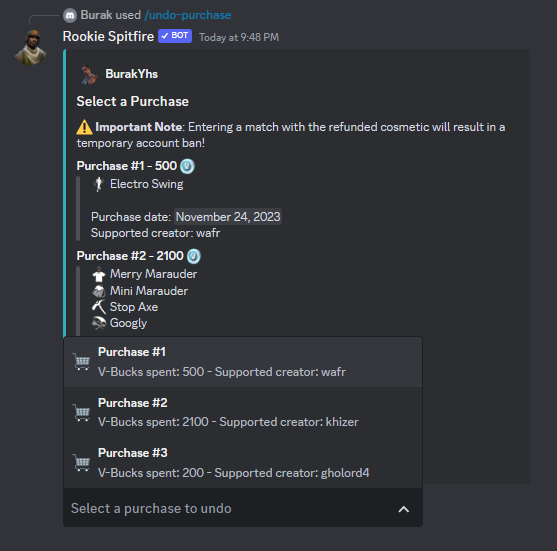 Burak used /undo-purchase
Rookie Spitfire ✔ BOT Today at 9:48 PM
BurakYhs
Select a Purchase
⚠ Important Note: Entering a match with the refunded cosmetic will result in a
temporary account ban!
Purchase #1 - 500
Electro Swing
Purchase date: November 24, 2023
Supported creator: wafr
Purchase #2 - 2100
Merry Marauder
Mini Marauder
Stop Axe
Googly
Purchase #1
V-Bucks spent: 500 - Supported creator: wafr
Purchase #2
V-Bucks spent: 2100 - Supported creator: khizer
Purchase #3
V-Bucks spent: 200 - Supported creator: gholord4
Select a purchase to undo